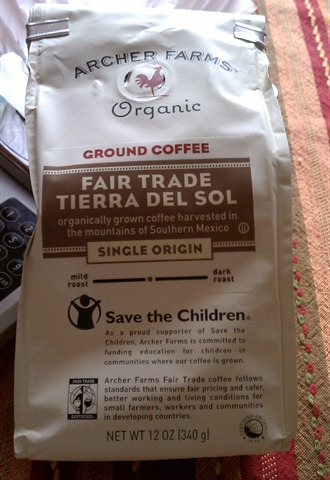 ARCHER FARMS™
Organic
GROUND COFFEE
FAIR TRADE
TIERRA DEL SOL
organically grown coffee harvested in
the mountains of Southern Mexico
SINGLE ORIGIN
mild
roast
dark
roast
Save the Children®
As a proud supporter of Save the
Children, Archer Farms is committed to
funding education for children in
communities where our coffee is grown.
FAIR TRADE
CERTIFIED
Archer Farms Fair Trade coffee follows
standards that ensure fair pricing and safer,
better working and living conditions for
small farmers, workers and communities
in developing countries.
NET WT 12 OZ (340 g)